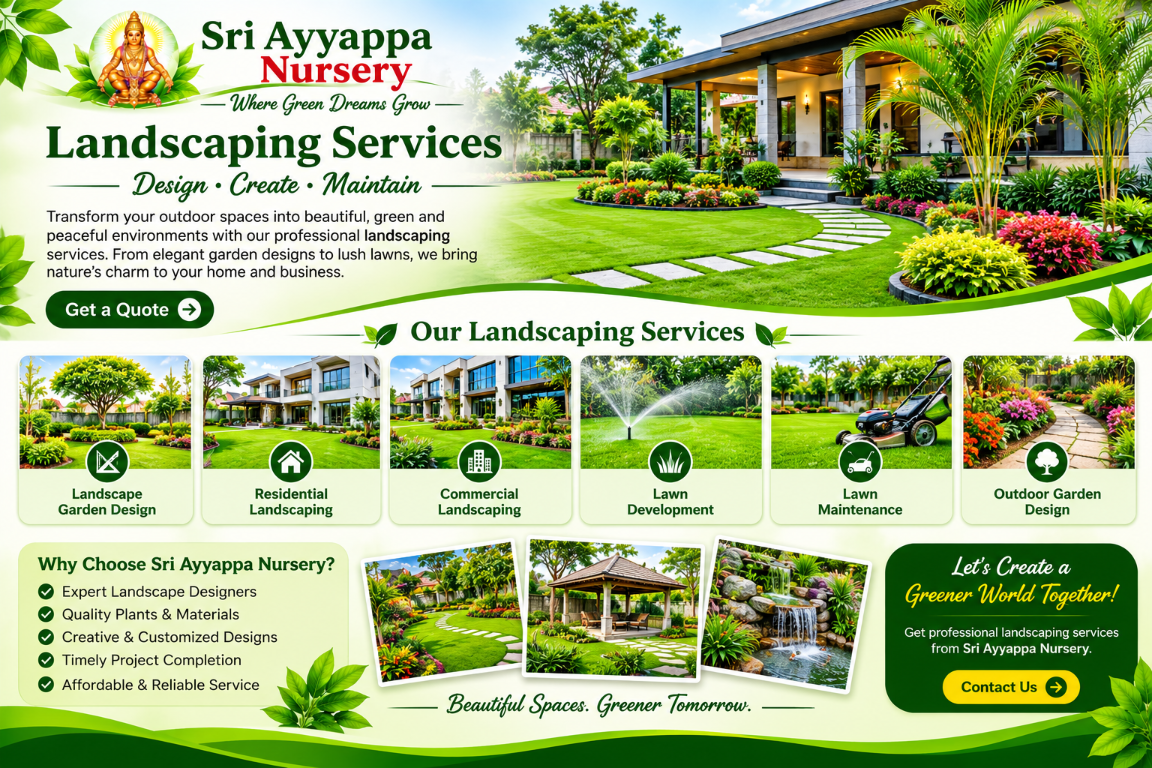 Sri Ayyappa
Nursery
Where Green Dreams Grow
Landscaping Services
Design • Create • Maintain
Transform your outdoor spaces into beautiful, green and
peaceful environments with our professional landscaping
services. From elegant garden designs to lush lawns, we bring
nature's charm to your home and business.
Get a Quote
Our Landscaping Services
Landscape
Garden Design
Residential
Landscaping
Commercial
Landscaping
Lawn
Development
Lawn
Maintenance
Outdoor Garden
Design
Why Choose Sri Ayyappa Nursery?
Expert Landscape Designers
Quality Plants & Materials
Creative & Customized Designs
Timely Project Completion
Affordable & Reliable Service
Beautiful Spaces. Greener Tomorrow.
Let's Create a
Greener World Together!
Get professional landscaping services
from Sri Ayyappa Nursery.
Contact Us